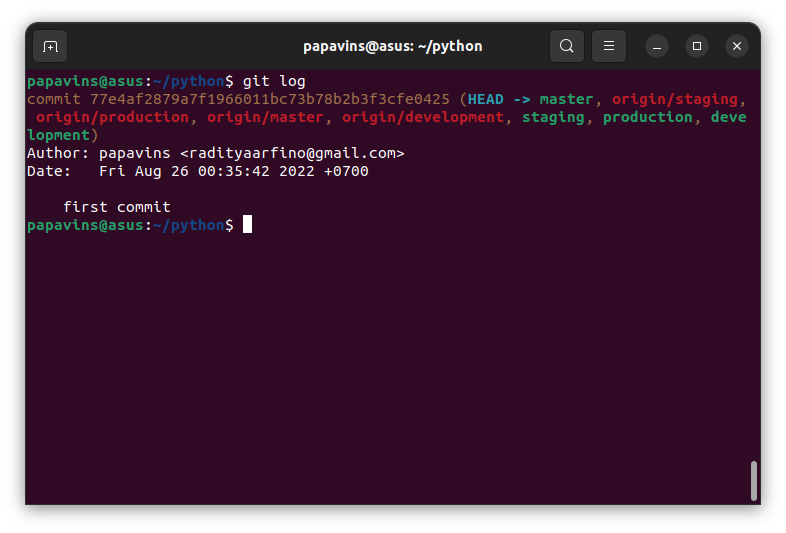 papavins@asus: ~/python
papavins@asus:~/python$ git log
commit 77e4af2879a7f1966011bc73b78b2b3f3cfe0425 (HEAD -> master, origin/staging,
 origin/production, origin/master, origin/development, staging, production, deve
lopment)
Author: papavins <radityaarfino@gmail.com>
Date:   Fri Aug 26 00:35:42 2022 +0700
    first commit
papavins@asus:~/python$